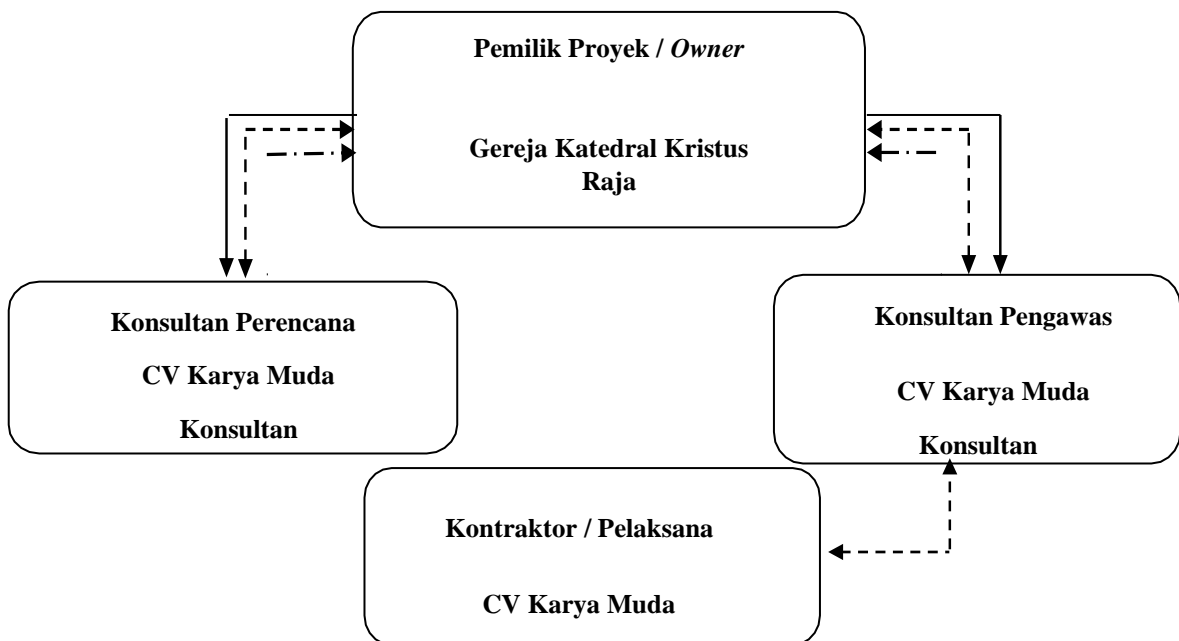 Pemilik Proyek / Owner
Gereja Katedral Kristus
Raja
Konsultan Perencana
CV Karya Muda
Konsultan
Konsultan Pengawas
CV Karya Muda
Konsultan
Kontraktor / Pelaksana
CV Karya Muda